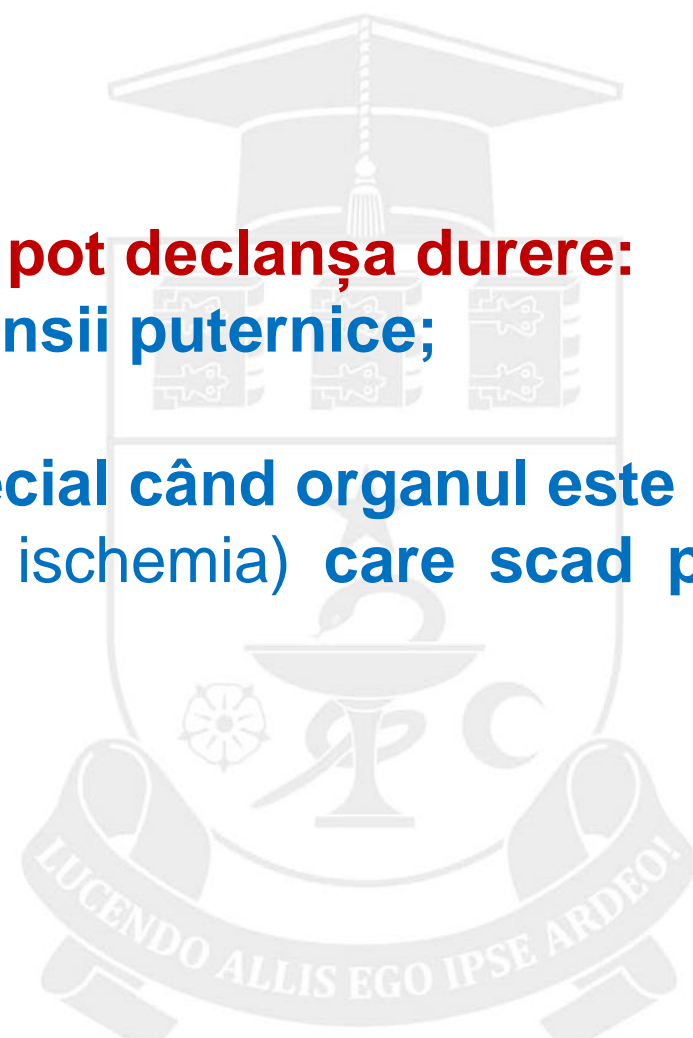 pot declanșa durere:
nsii puternice;
ecial când organul este
ischemia) care scad p
LUCENDO ALLIS EGO IPSE ARDEO!